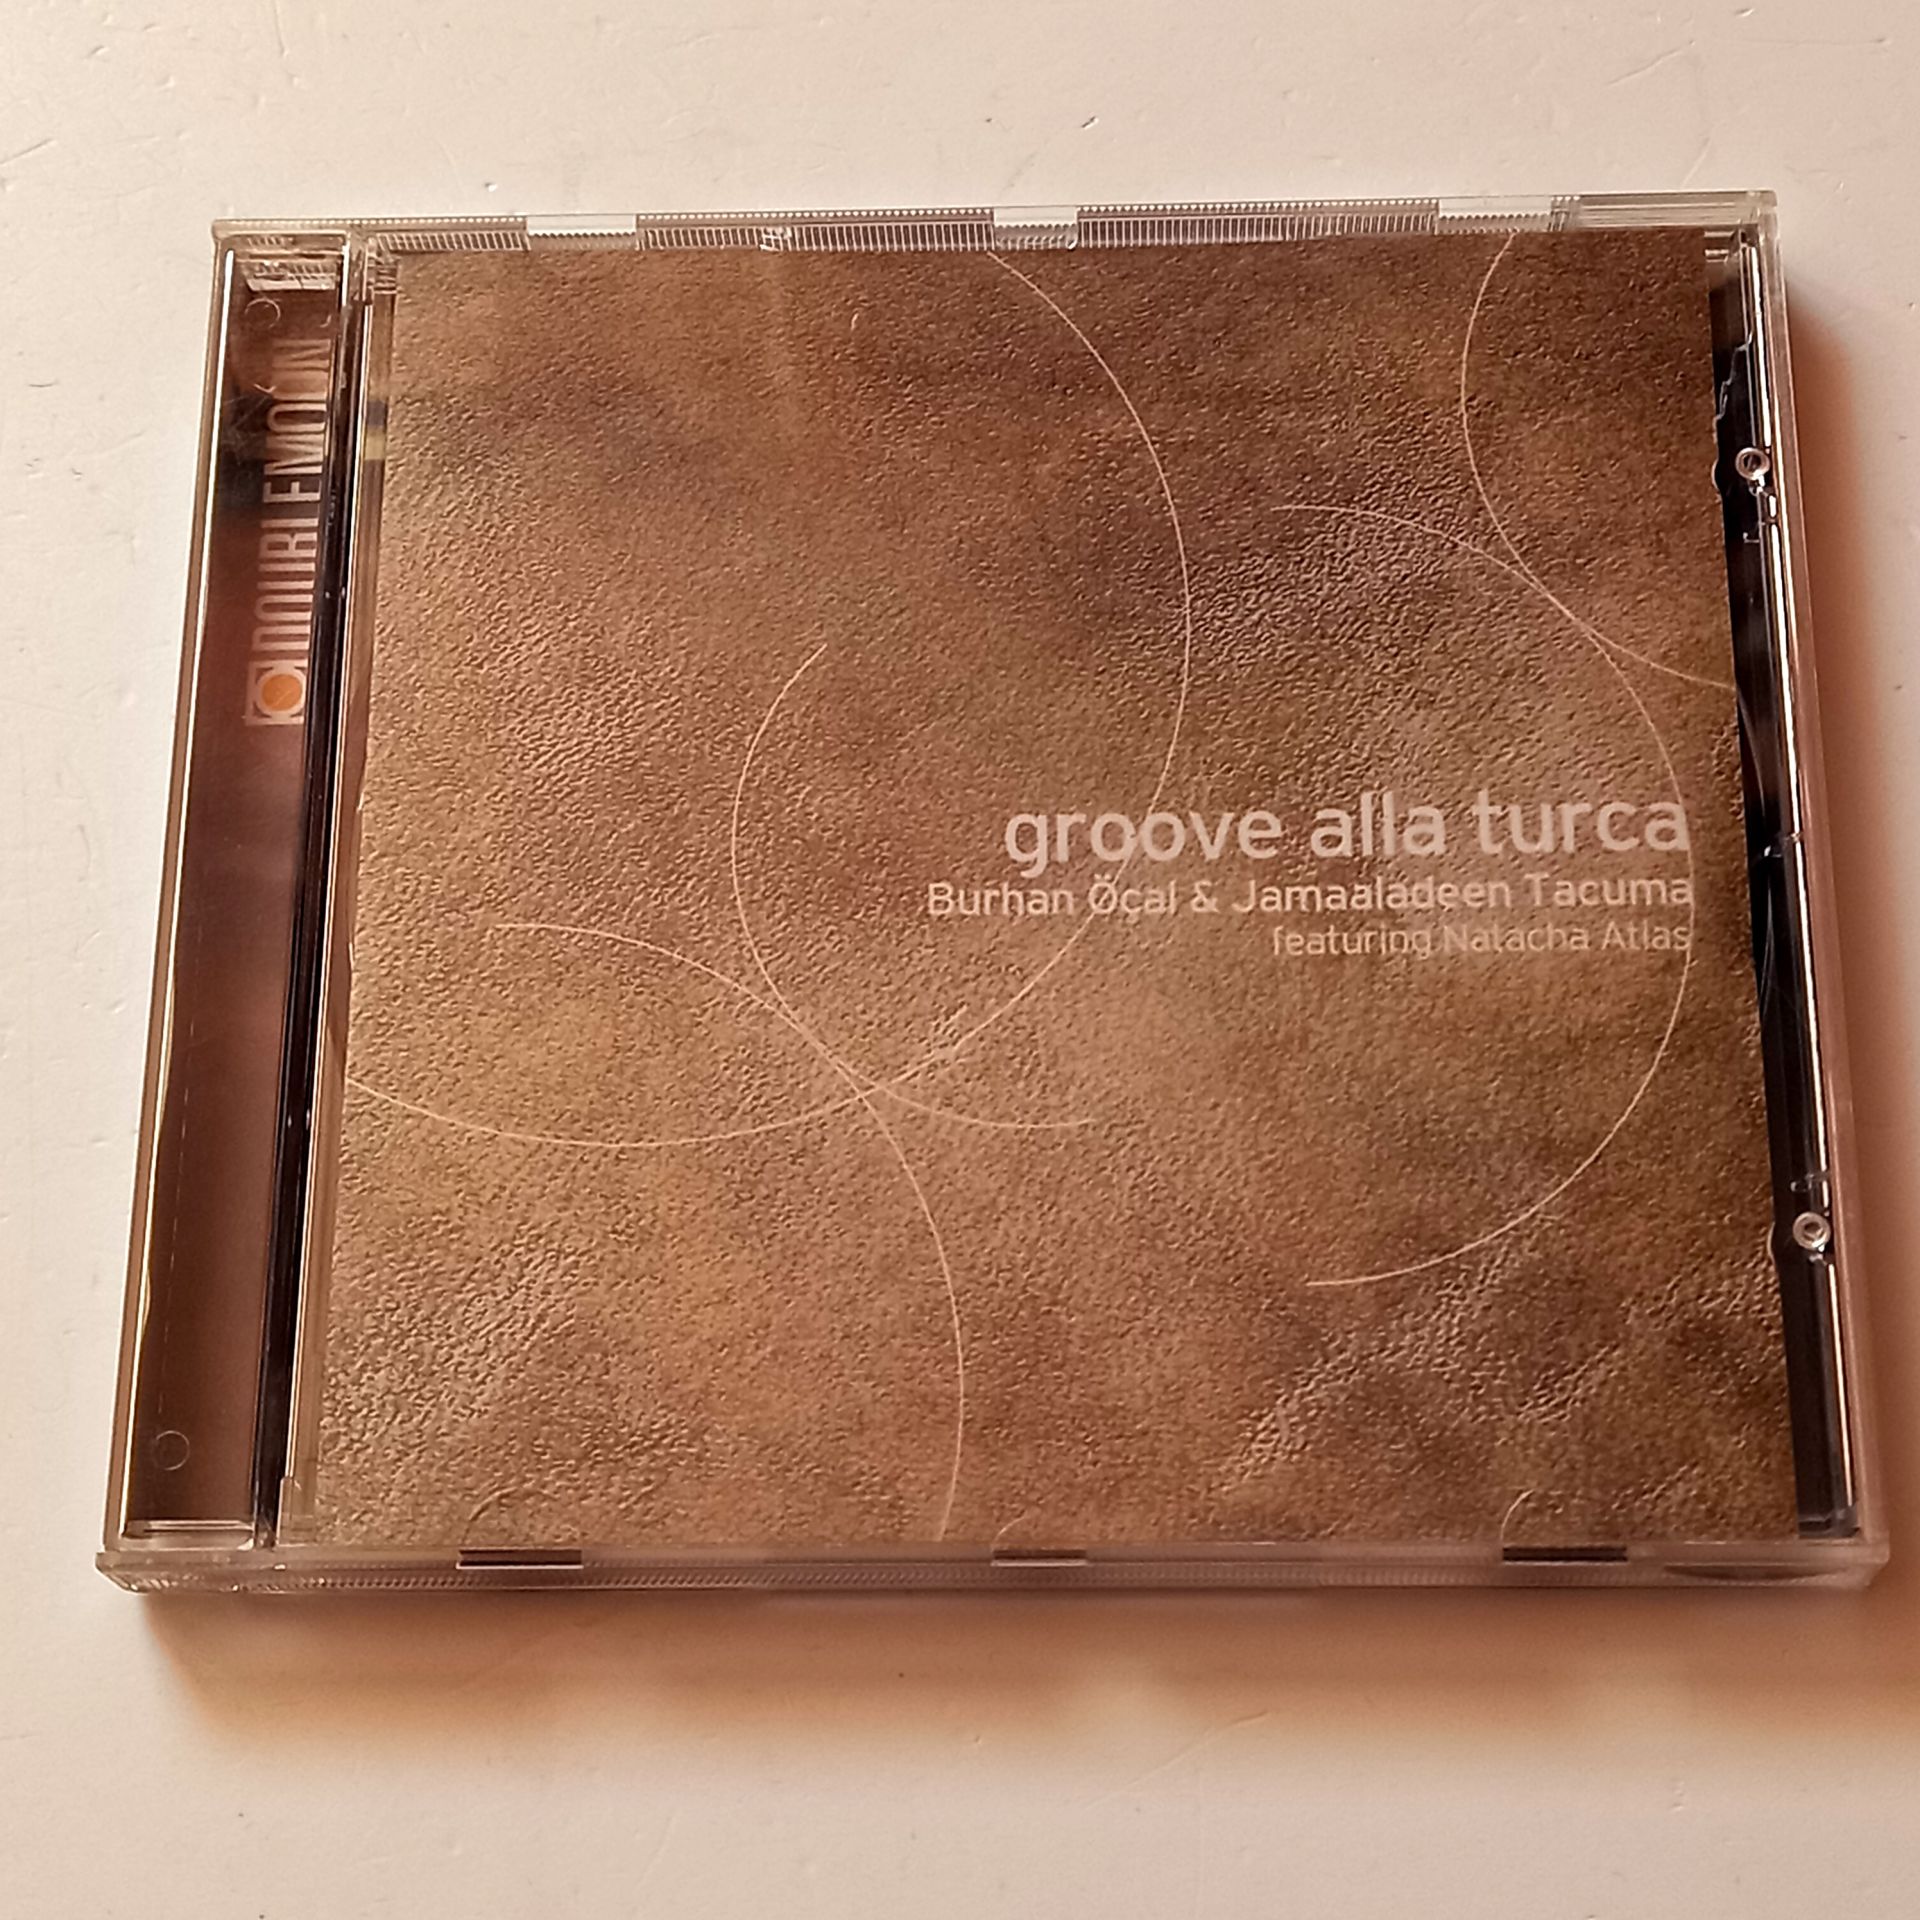 DOUBLEMOON
groove alla turca
Burhan Öçal & Jamaaladeen Tacuma
featuring Natacha Atlas